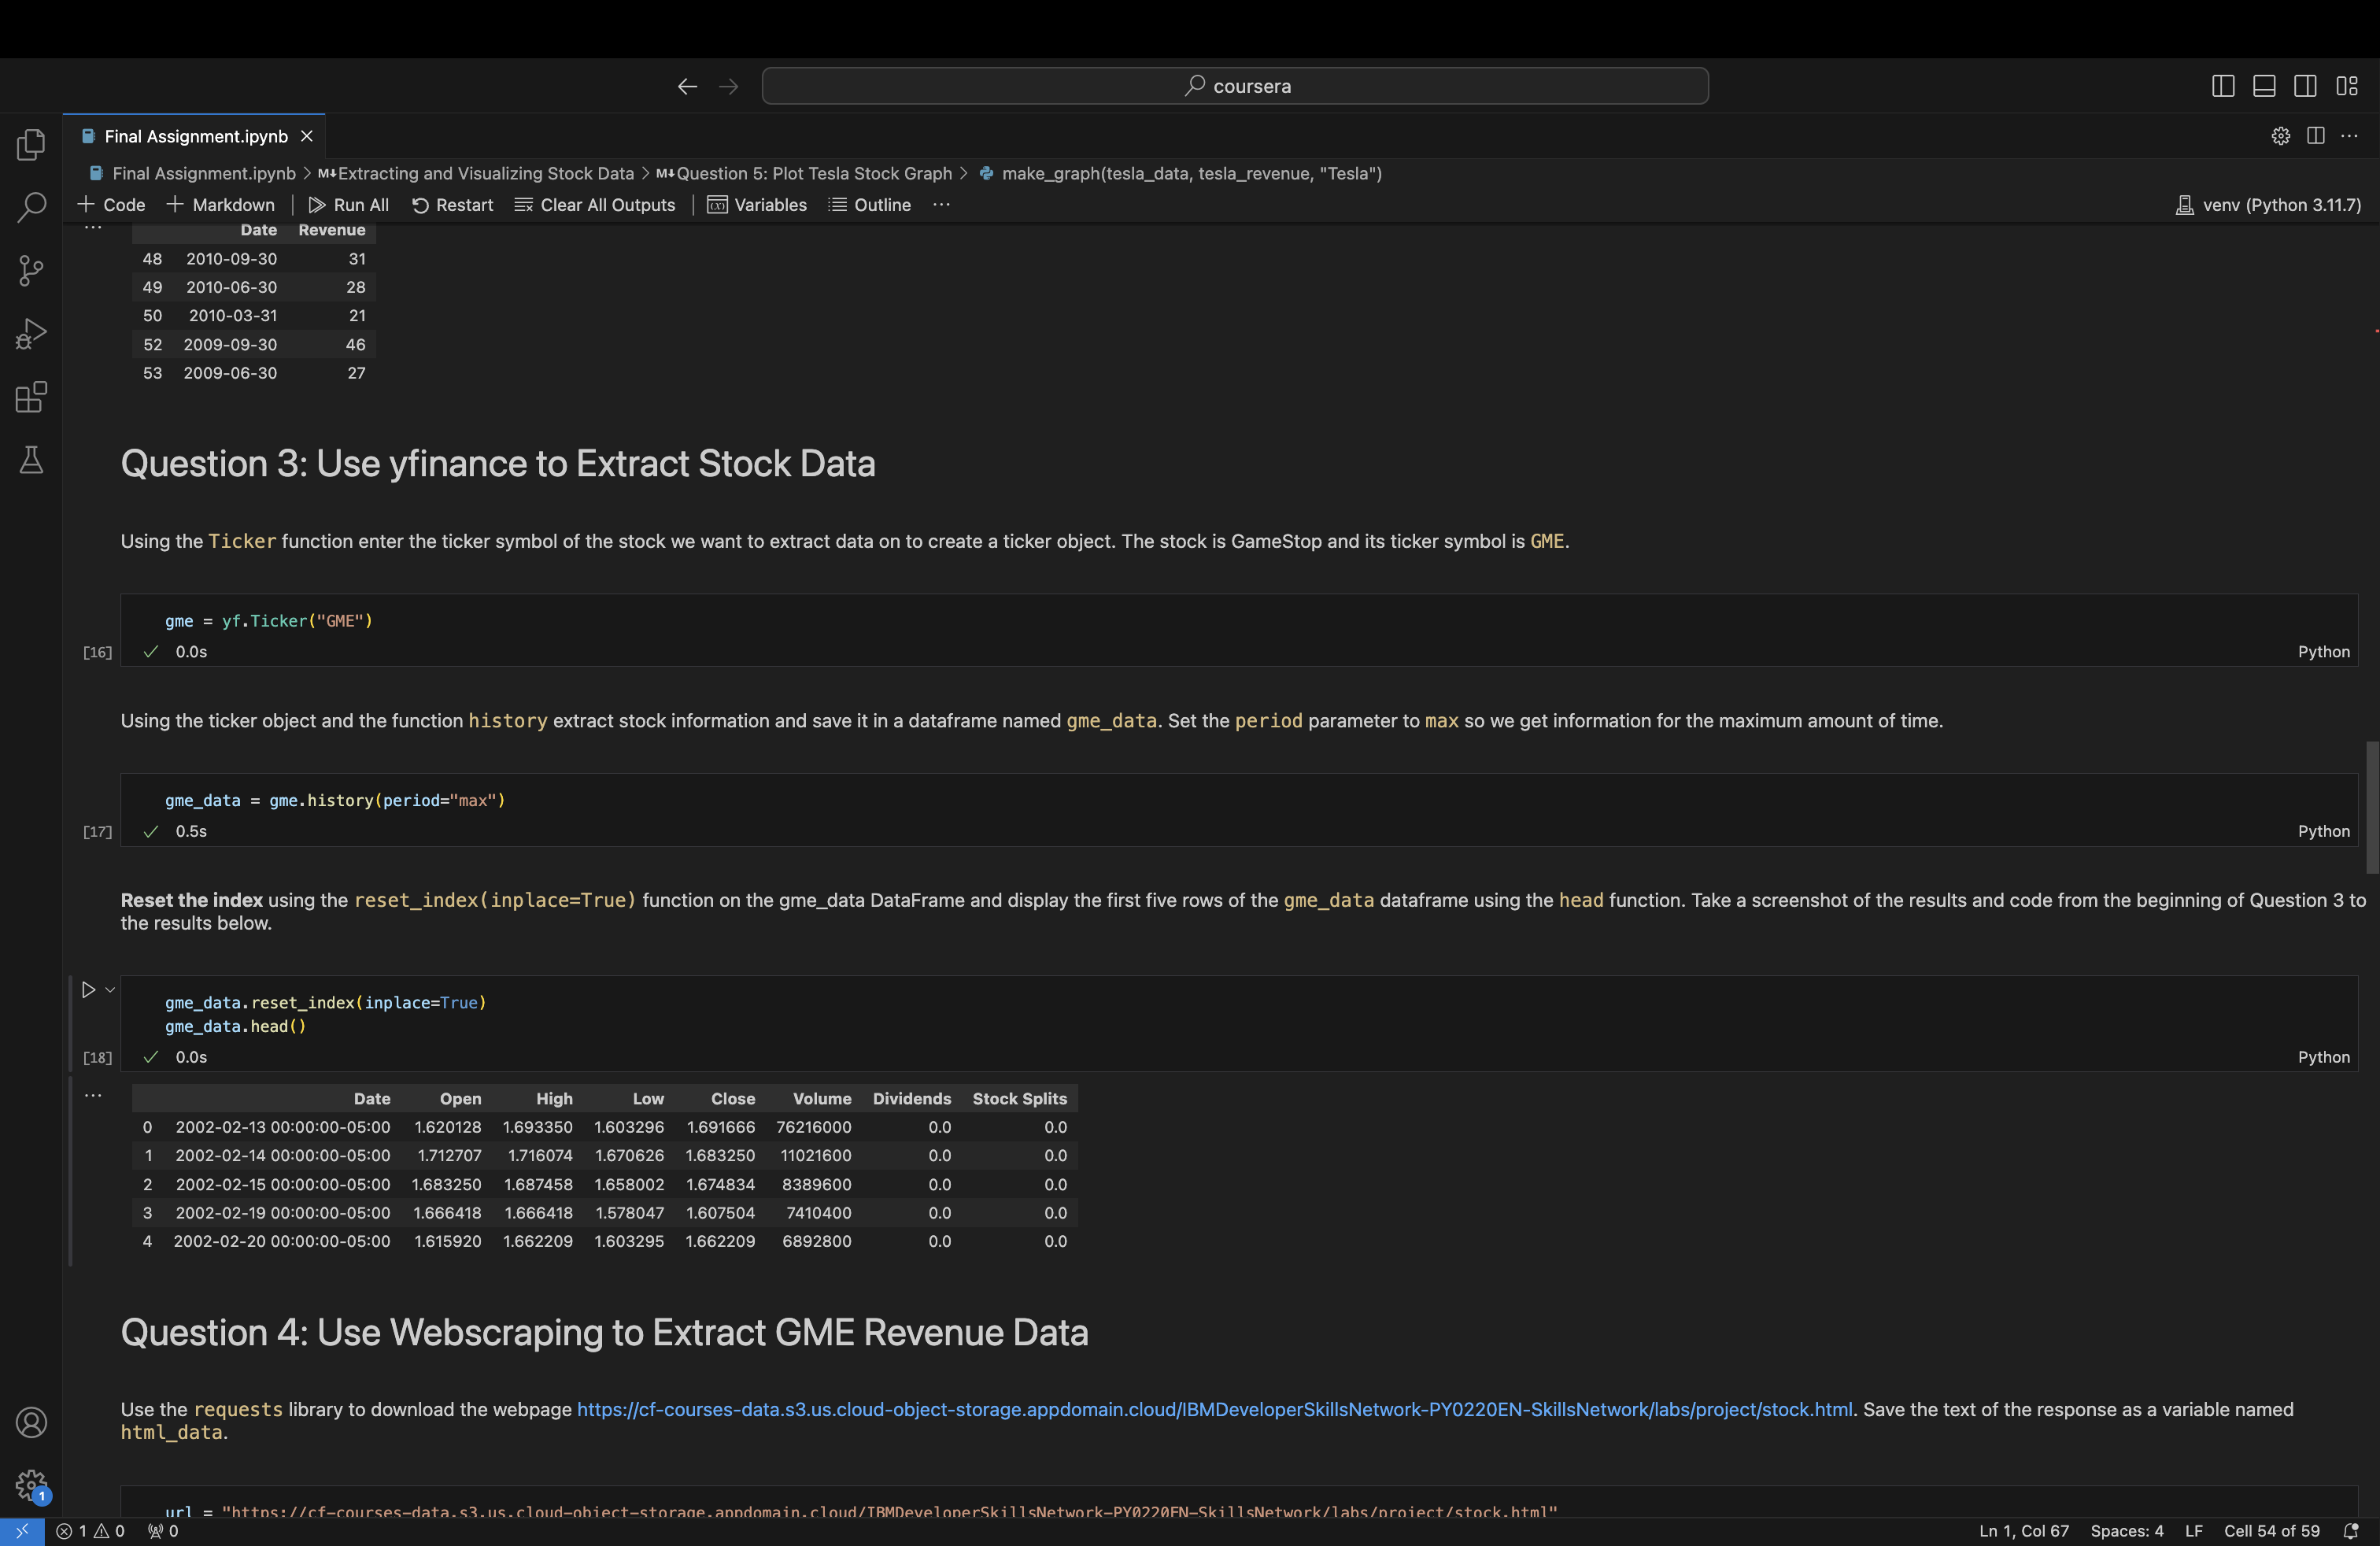 coursera
Final Assignment.ipynb
Final Assignment.ipynb > M↓Extracting and Visualizing Stock Data > M↓Question 5: Plot Tesla Stock Graph > make_graph(tesla_data, tesla_revenue, "Tesla")
+ Code + Markdown | Run All Restart Clear All Outputs | Variables Outline ...
venv (Python 3.11.7)
... Date Revenue
48 2010-09-30 31
49 2010-06-30 28
50 2010-03-31 21
52 2009-09-30 46
53 2009-06-30 27
Question 3: Use yfinance to Extract Stock Data
Using the Ticker function enter the ticker symbol of the stock we want to extract data on to create a ticker object. The stock is GameStop and its ticker symbol is GME.
gme = yf.Ticker("GME")
[16] ✓ 0.0s Python
Using the ticker object and the function history extract stock information and save it in a dataframe named gme_data. Set the period parameter to max so we get information for the maximum amount of time.
gme_data = gme.history(period="max")
[17] ✓ 0.5s Python
Reset the index using the reset_index(inplace=True) function on the gme_data DataFrame and display the first five rows of the gme_data dataframe using the head function. Take a screenshot of the results and code from the beginning of Question 3 to
the results below.
gme_data.reset_index(inplace=True)
gme_data.head()
[18] ✓ 0.0s Python
... Date Open High Low Close Volume Dividends Stock Splits
0 2002-02-13 00:00:00-05:00 1.620128 1.693350 1.603296 1.691666 76216000 0.0 0.0
1 2002-02-14 00:00:00-05:00 1.712707 1.716074 1.670626 1.683250 11021600 0.0 0.0
2 2002-02-15 00:00:00-05:00 1.683250 1.687458 1.658002 1.674834 8389600 0.0 0.0
3 2002-02-19 00:00:00-05:00 1.666418 1.666418 1.578047 1.607504 7410400 0.0 0.0
4 2002-02-20 00:00:00-05:00 1.615920 1.662209 1.603295 1.662209 6892800 0.0 0.0
Question 4: Use Webscraping to Extract GME Revenue Data
Use the requests library to download the webpage https://cf-courses-data.s3.us.cloud-object-storage.appdomain.cloud/IBMDeveloperSkillsNetwork-PY0220EN-SkillsNetwork/labs/project/stock.html. Save the text of the response as a variable named
html_data.
url = "https://cf-courses-data.s3.us.cloud-object-storage.appdomain.cloud/IBMDeveloperSkillsNetwork-PY0220EN-SkillsNetwork/labs/project/stock.html"
1
1 0 0
Ln 1, Col 67 Spaces: 4 LF Cell 54 of 59